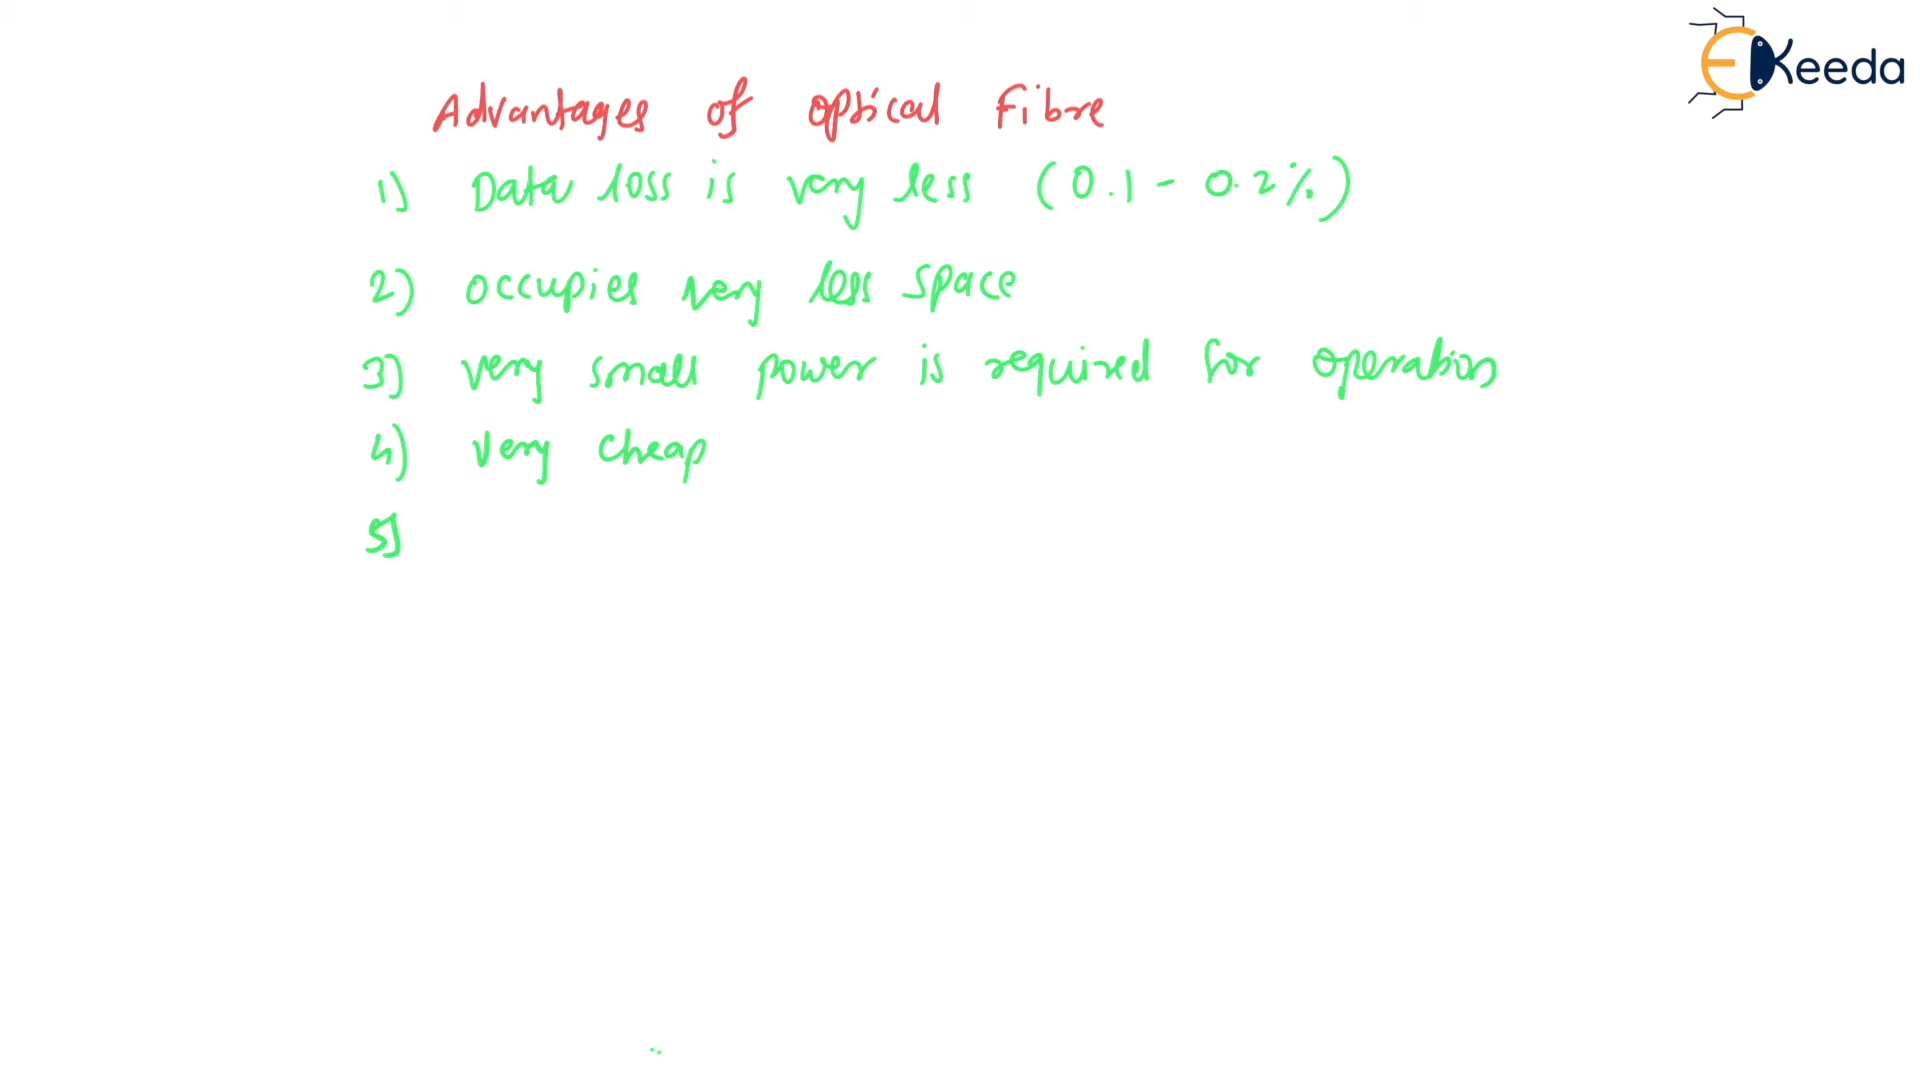 EKeeda
Advantages of optical Fibre
1) Data loss is very less (0.1 - 0.2%)
2) occupies very less space
3) very small power is required for operation
4) Very cheap
5)